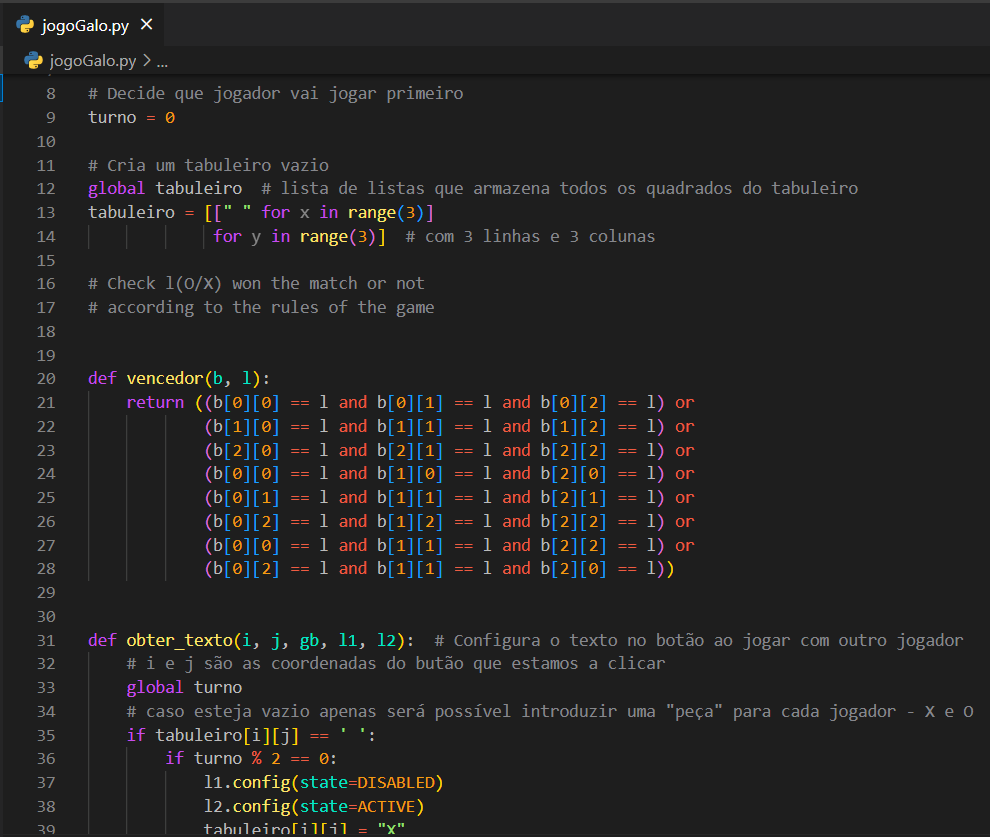 jogoGalo.py ×
jogoGalo.py > ...
8 # Decide que jogador vai jogar primeiro
9 turno = 0
10
11 # Cria um tabuleiro vazio
12 global tabuleiro  # lista de listas que armazena todos os quadrados do tabuleiro
13 tabuleiro = [[" " for x in range(3)]
14              for y in range(3)]  # com 3 linhas e 3 colunas
15
16 # Check l(O/X) won the match or not
17 # according to the rules of the game
18
19
20 def vencedor(b, l):
21     return ((b[0][0] == l and b[0][1] == l and b[0][2] == l) or
22             (b[1][0] == l and b[1][1] == l and b[1][2] == l) or
23             (b[2][0] == l and b[2][1] == l and b[2][2] == l) or
24             (b[0][0] == l and b[1][0] == l and b[2][0] == l) or
25             (b[0][1] == l and b[1][1] == l and b[2][1] == l) or
26             (b[0][2] == l and b[1][2] == l and b[2][2] == l) or
27             (b[0][0] == l and b[1][1] == l and b[2][2] == l) or
28             (b[0][2] == l and b[1][1] == l and b[2][0] == l))
29
30
31 def obter_texto(i, j, gb, l1, l2):  # Configura o texto no botão ao jogar com outro jogador
32     # i e j são as coordenadas do butão que estamos a clicar
33     global turno
34     # caso esteja vazio apenas será possível introduzir uma "peça" para cada jogador - X e O
35     if tabuleiro[i][j] == ' ':
36         if turno % 2 == 0:
37             l1.config(state=DISABLED)
38             l2.config(state=ACTIVE)
39             tabuleiro[i][j] = "X"